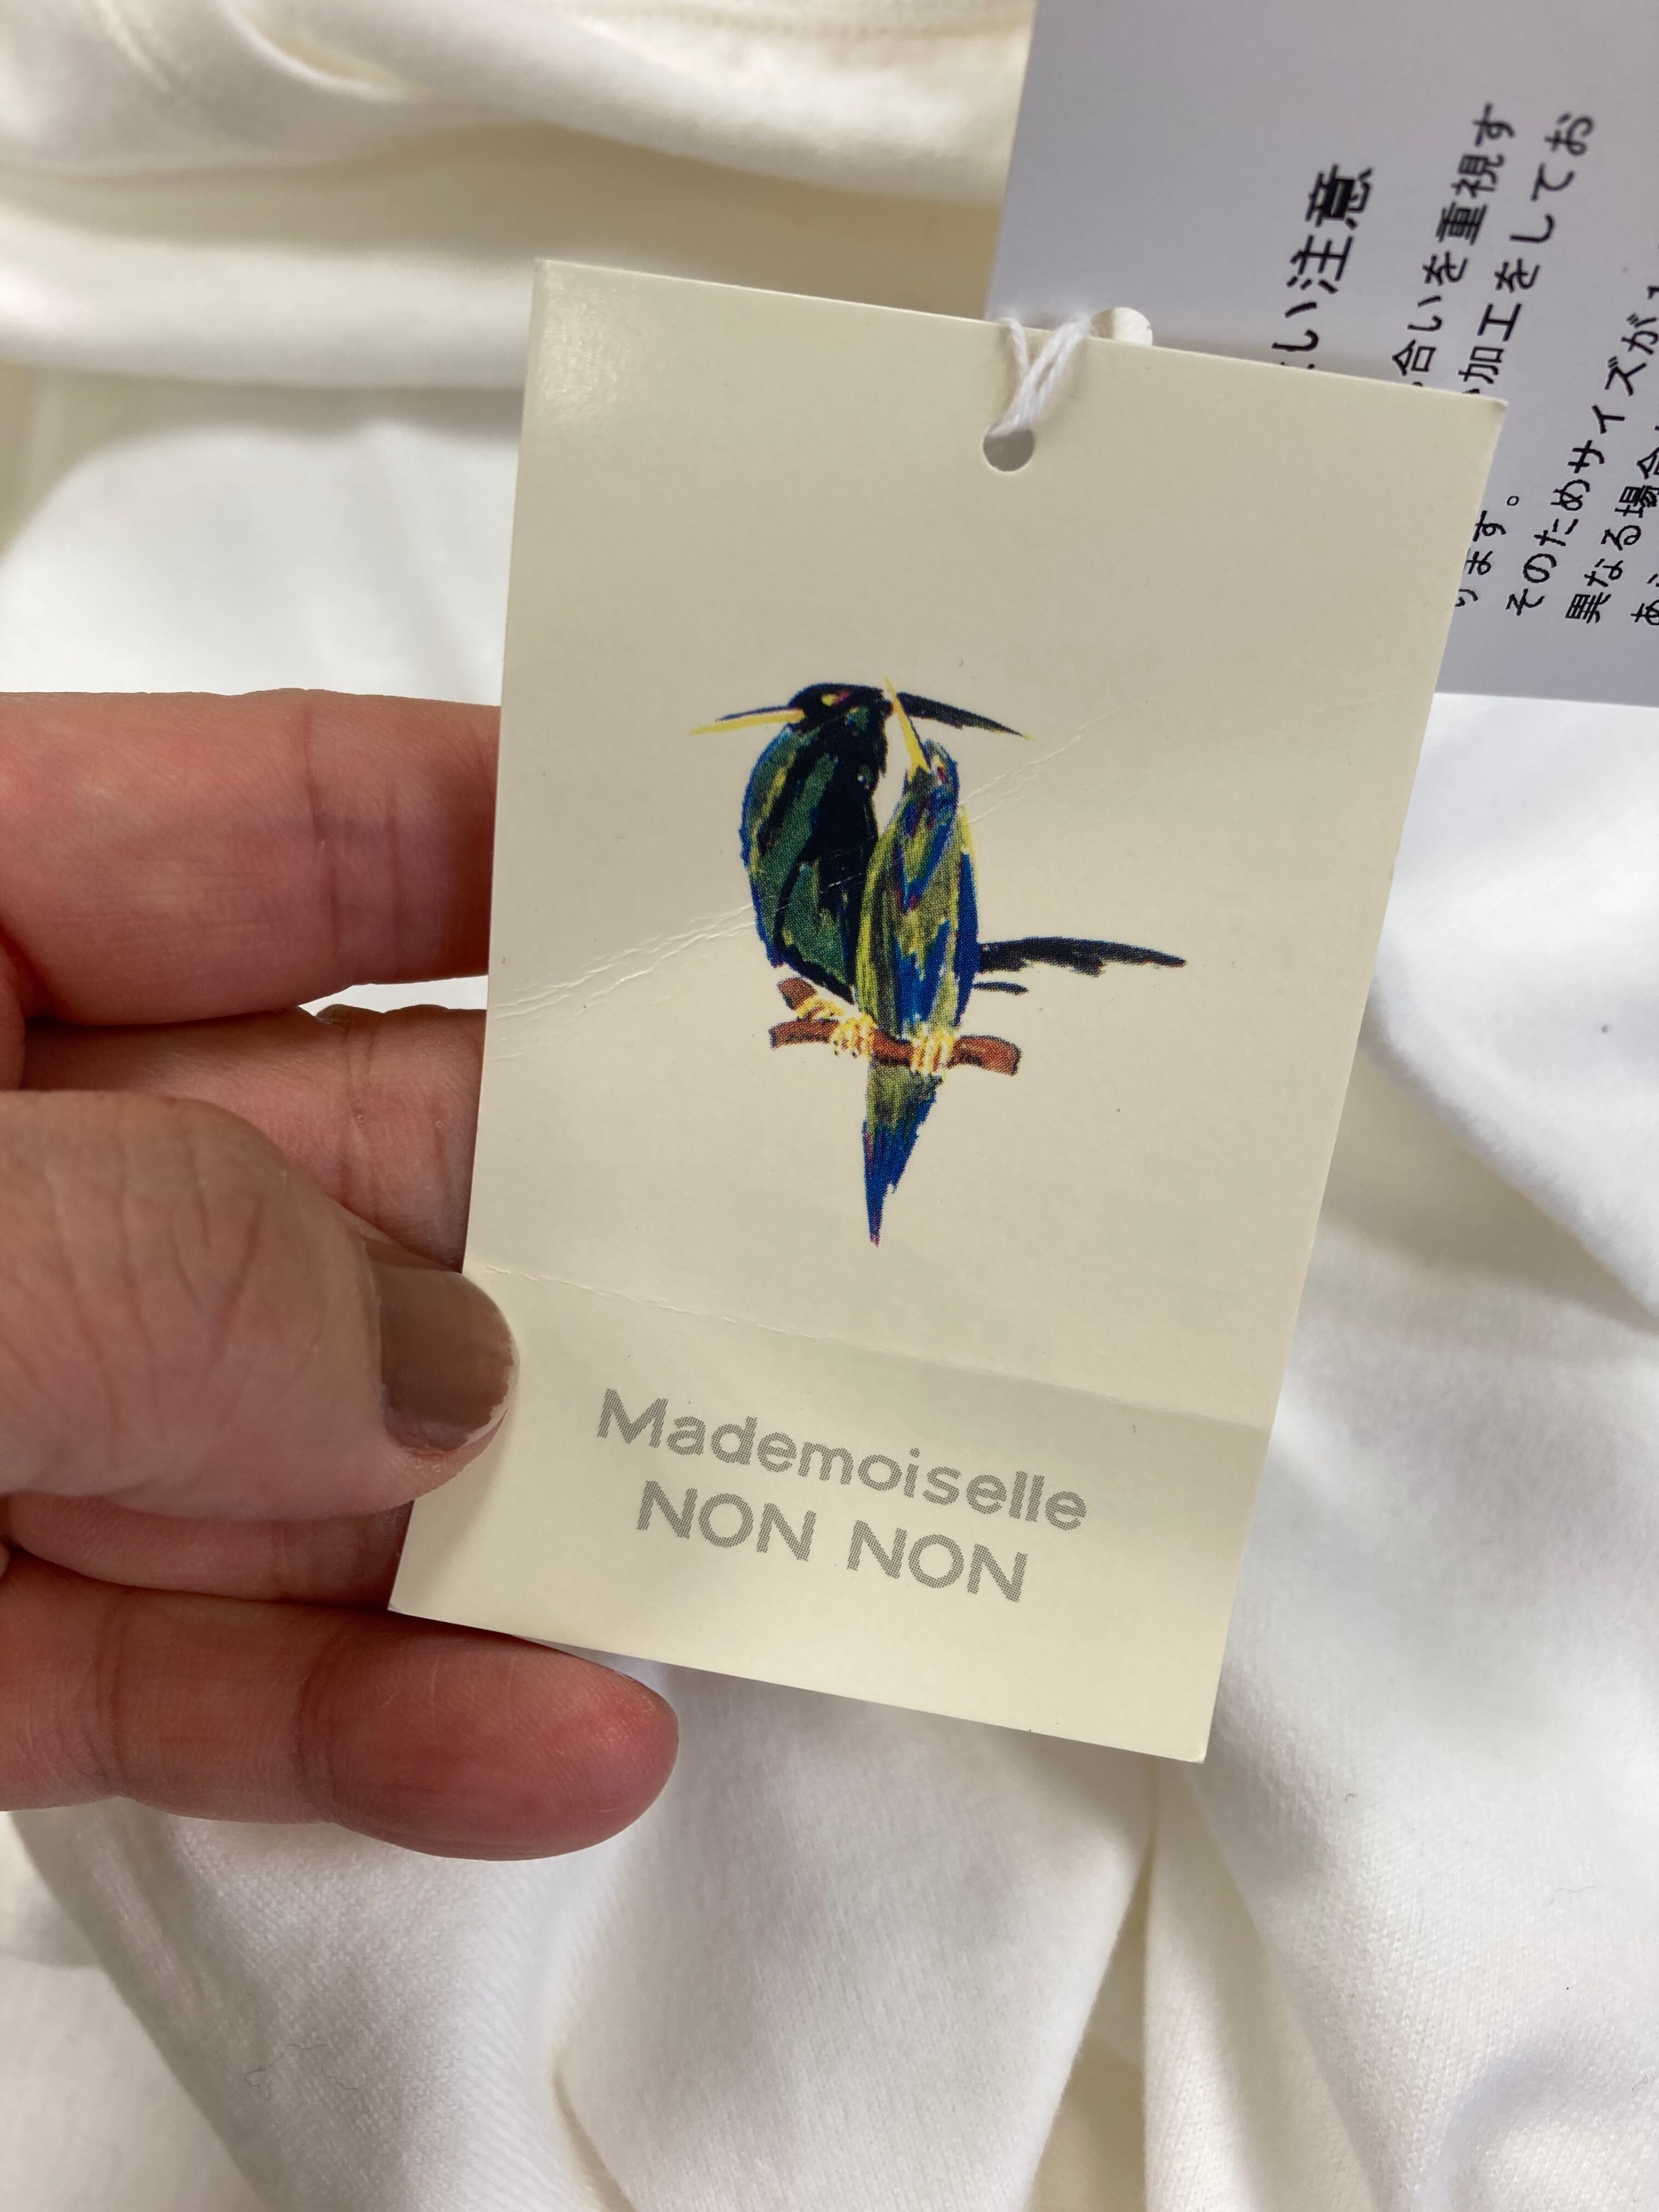 Mademoiselle
NON NON
い注意
合いを重視す
加工をしてお
ります。
そのためサイズが
異なる場合